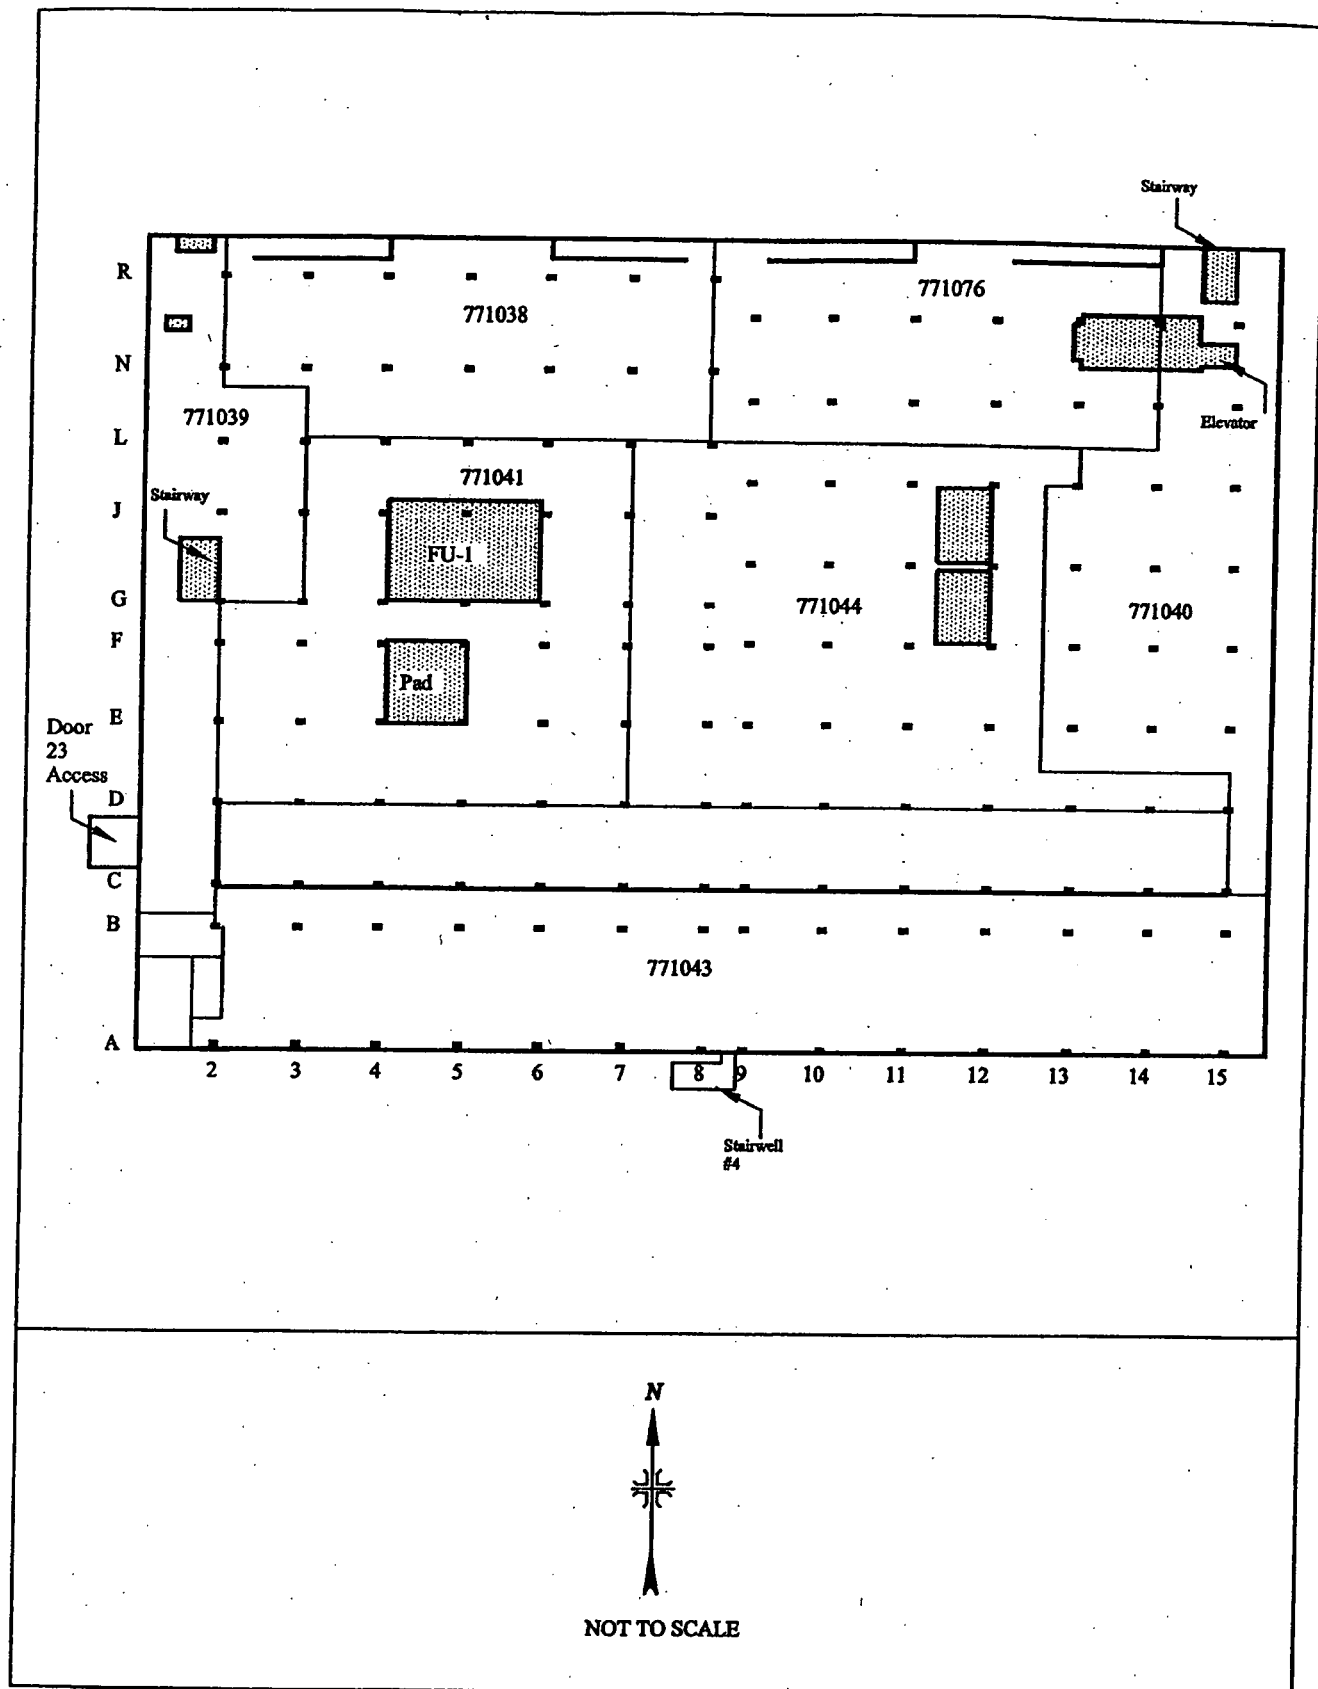 Stairway
R
771038
771076
N
771039
Elevator
L
771041
Stairway
J
FU-1
G
771044
771040
F
Pad
E
Door
23
Access
D
C
B
771043
A
2 3 4 5 6 7 8 9 10 11 12 13 14 15
Stairwell
#4
N
NOT TO SCALE